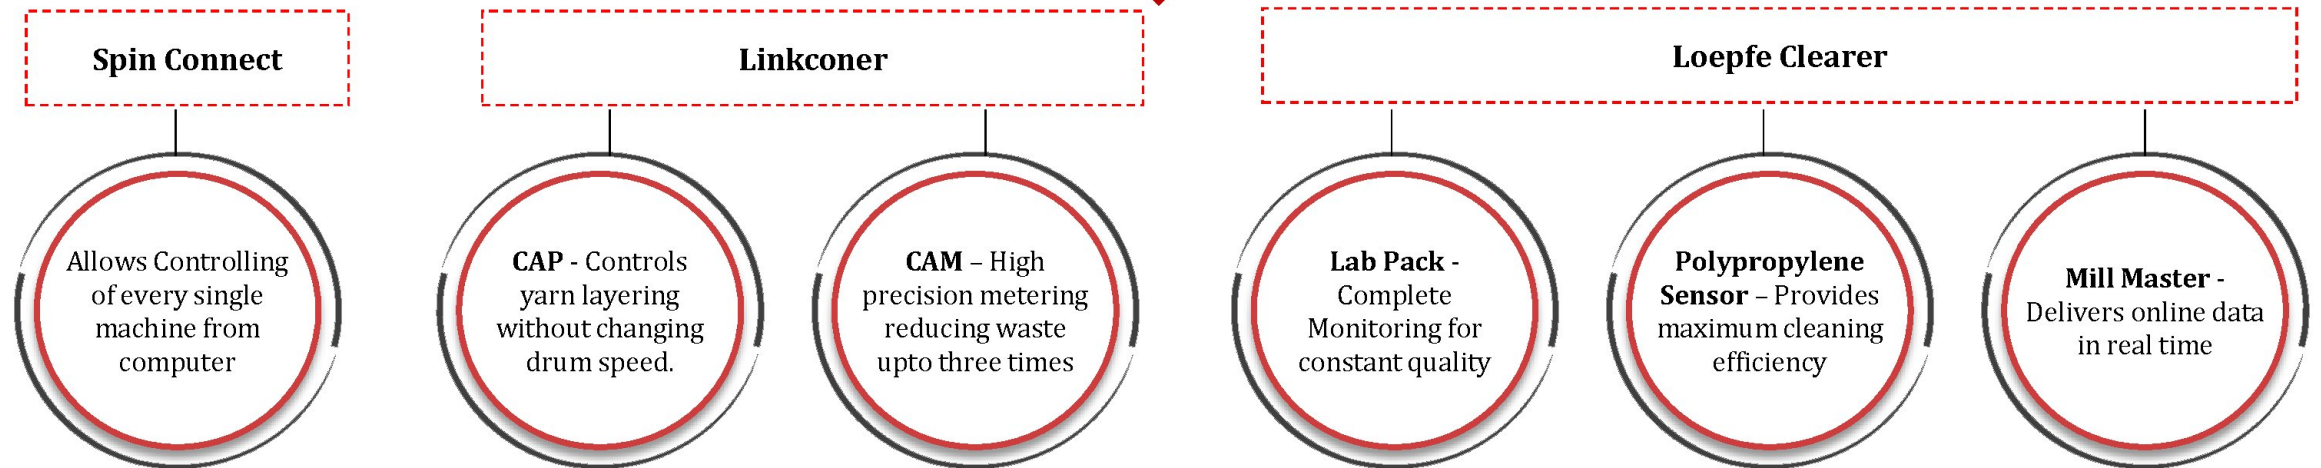 Spin Connect
Allows Controlling
of every single
machine from
computer
Linkconer
CAP - Controls
yarn layering
without changing
drum speed.
CAM – High
precision metering
reducing waste
upto three times
Loepfe Clearer
Lab Pack -
Complete
Monitoring for
constant quality
Polypropylene
Sensor – Provides
maximum cleaning
efficiency
Mill Master -
Delivers online data
in real time